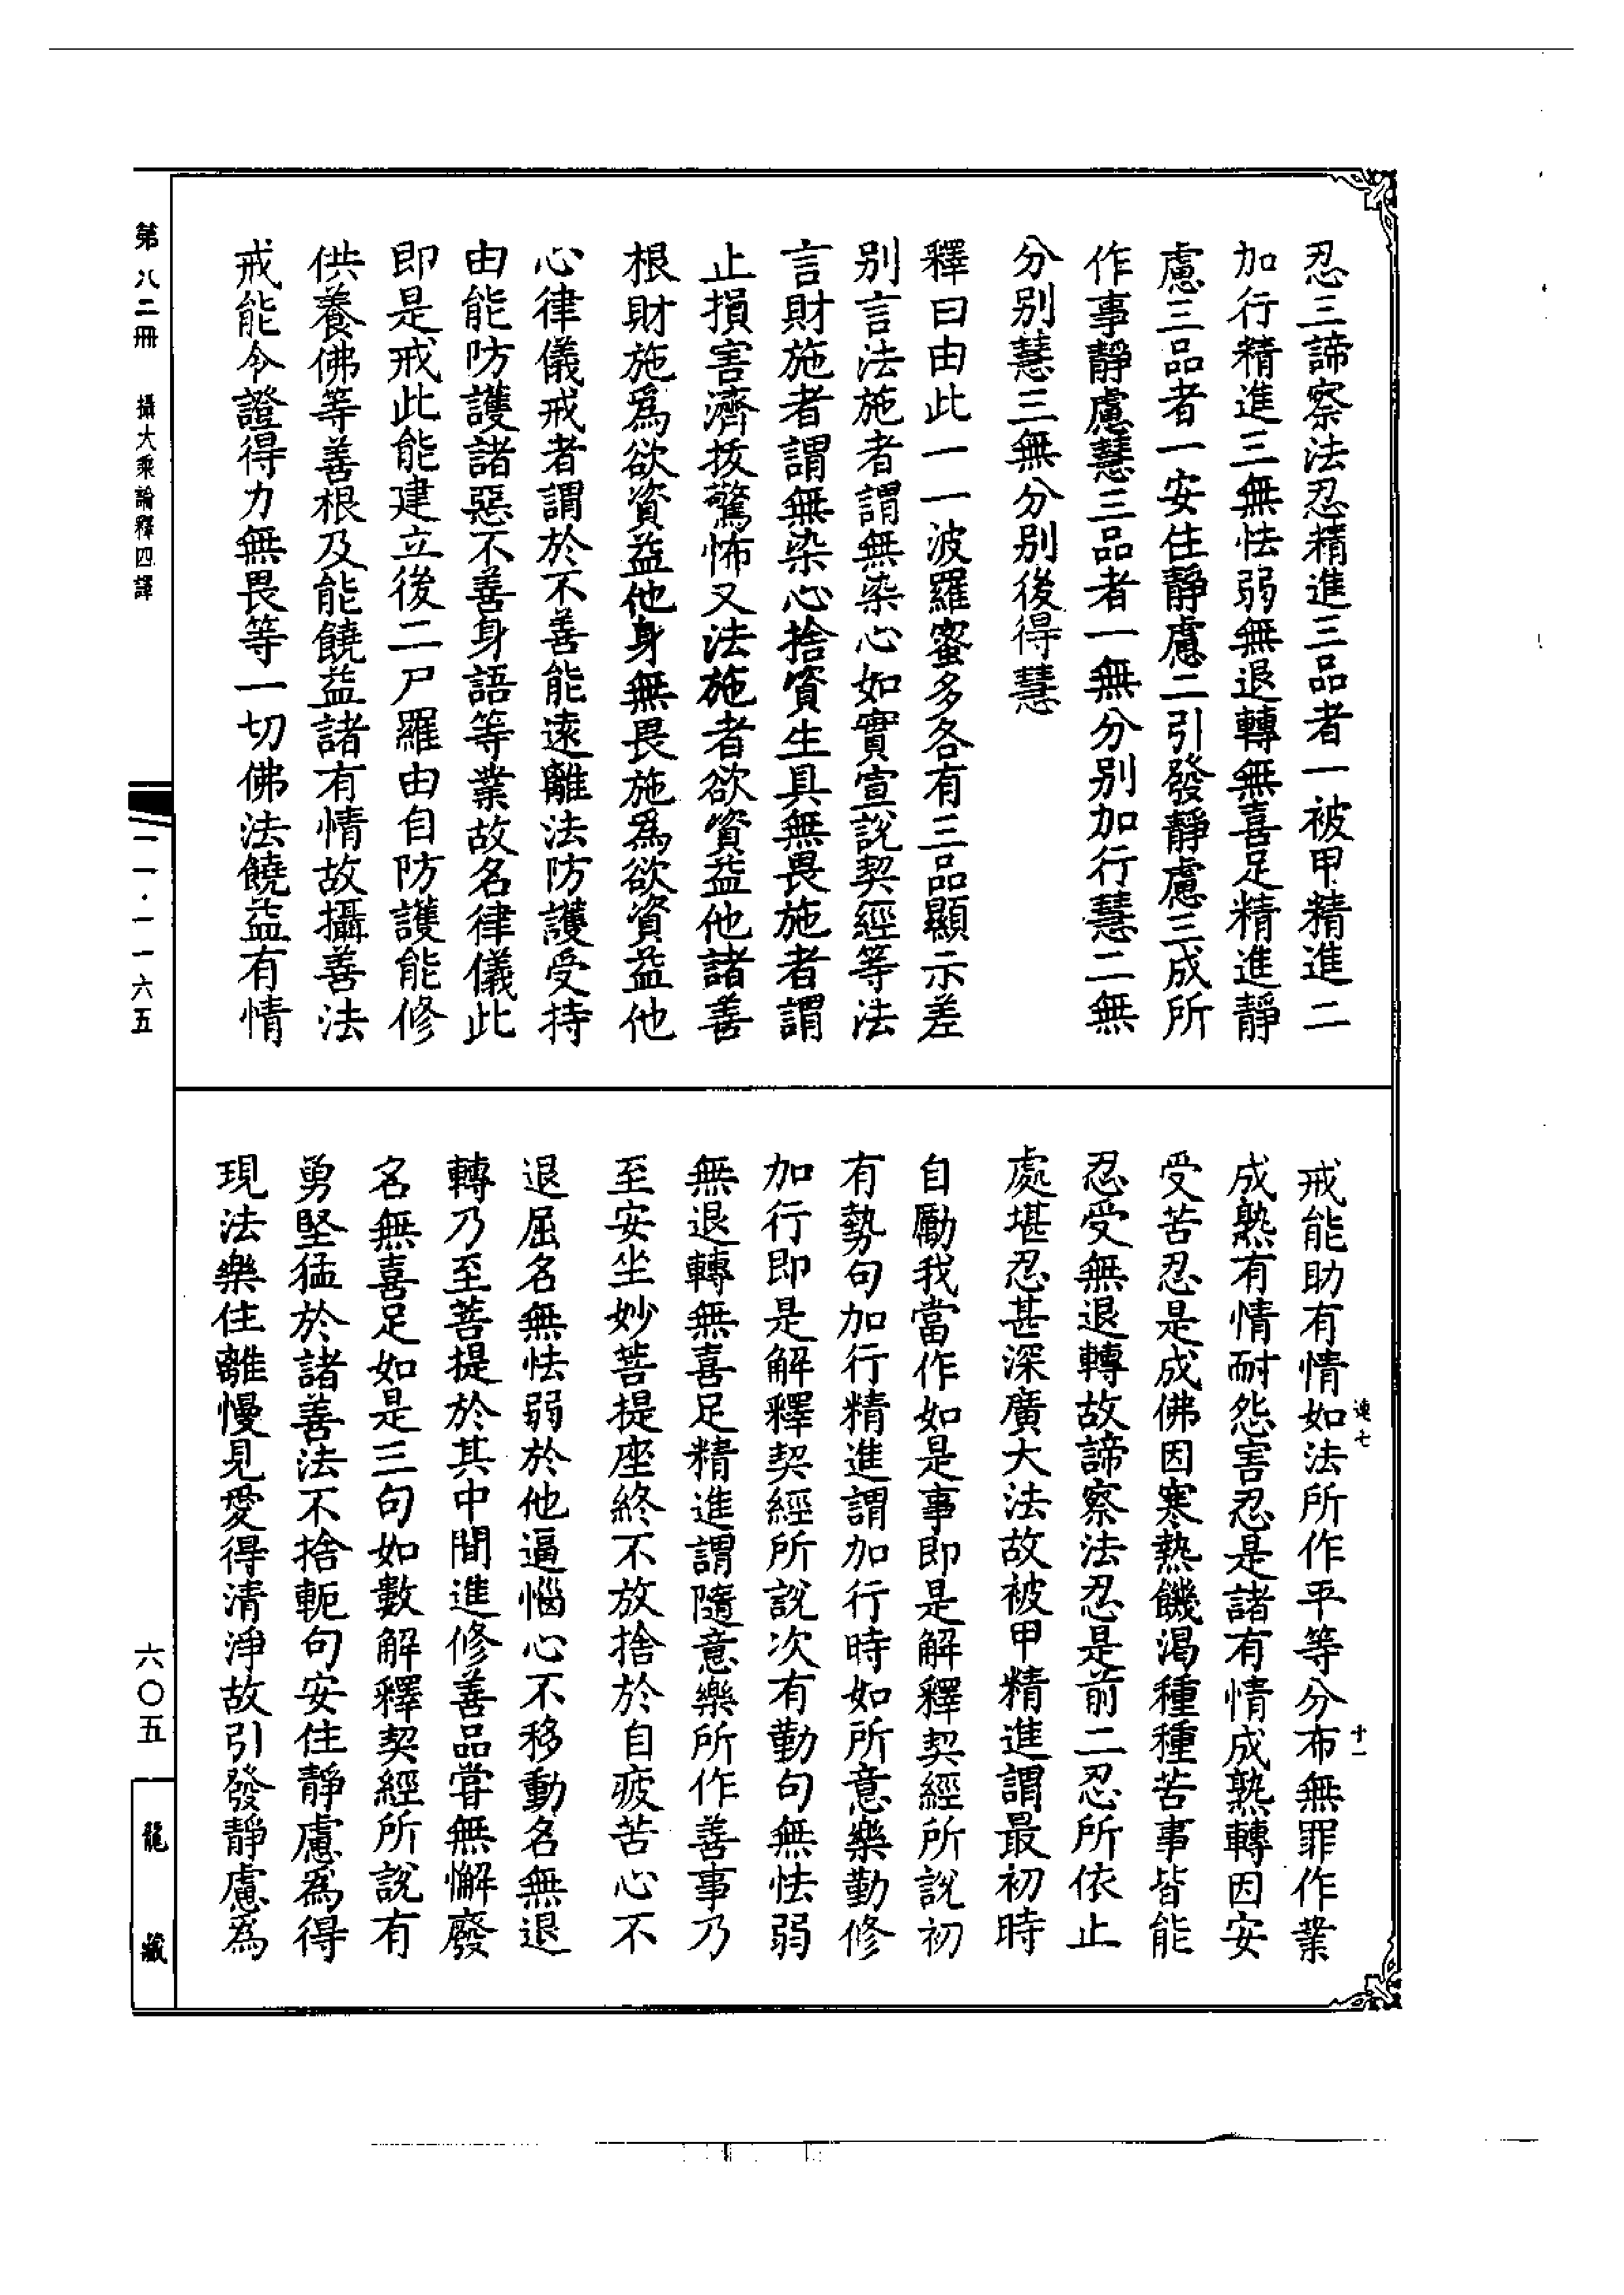 忍三諦察法忍精進三品者一被甲精進二
加行精進三無怯弱無退轉無喜足精進靜
慮三品者一安住靜慮二引發靜慮三成所
作事靜慮慧三品者一無分別加行慧二無
分別慧三無分別後得慧
釋曰由此一一波羅蜜多各有三品顯示差
別言法施者謂無染心如實宣說契經等法
言財施者謂無染心捨資生具無畏施者謂
止損害濟拔驚怖又法施者欲資益他諸善
根財施爲欲資益他身無畏施爲欲資益他
心律儀戒者謂於不善能遠離法防護受持
由能防護諸惡不善身語等業故名律儀此
即是戒此能建立後二尸羅由自防護能修
供養佛等善根及能饒益諸有情故攝善法
戒能令證得力無畏等一切佛法饒益有情
戒能助有情如法所作平等分布無罪作業
成熟有情耐怨害忍是諸有情成熟轉因安
受苦忍是成佛因寒熱饑渴種種苦事皆能
忍受無退轉故諦察法忍是前二忍所依止
處堪忍甚深廣大法故被甲精進謂最初時
自勵我當作如是事即是解釋契經所說初
有勢句加行精進謂加行時如所意樂勤修
加行即是解釋契經所說次有勤句無怯弱
無退轉無喜足精進謂隨意樂所作善事乃
至安坐妙菩提座終不放捨於自疲苦心不
退屈名無怯弱於他逼惱心不移動名無退
轉乃至菩提於其中間進修善品甞無懈廢
名無喜足如是三句如數解釋契經所說有
勇堅猛於諸善法不捨軛句安住靜慮爲得
現法樂住離慢見愛得清淨故引發靜慮爲
連七
十一
第八二冊
攝大乘論釋四譯
二一·一一六五
六〇五
龍藏